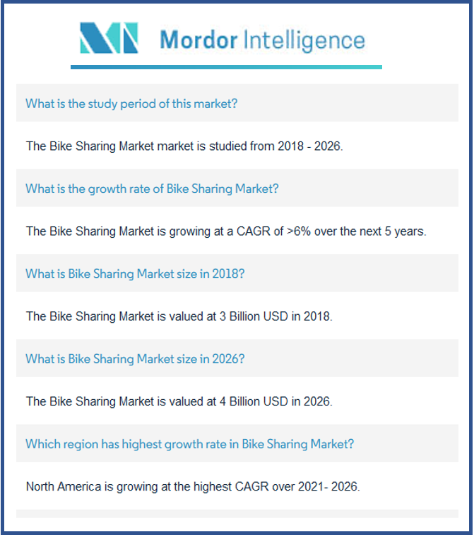 Mordor Intelligence
What is the study period of this market?
The Bike Sharing Market market is studied from 2018 - 2026.
What is the growth rate of Bike Sharing Market?
The Bike Sharing Market is growing at a CAGR of >6% over the next 5 years.
What is Bike Sharing Market size in 2018?
The Bike Sharing Market is valued at 3 Billion USD in 2018.
What is Bike Sharing Market size in 2026?
The Bike Sharing Market is valued at 4 Billion USD in 2026.
Which region has highest growth rate in Bike Sharing Market?
North America is growing at the highest CAGR over 2021- 2026.